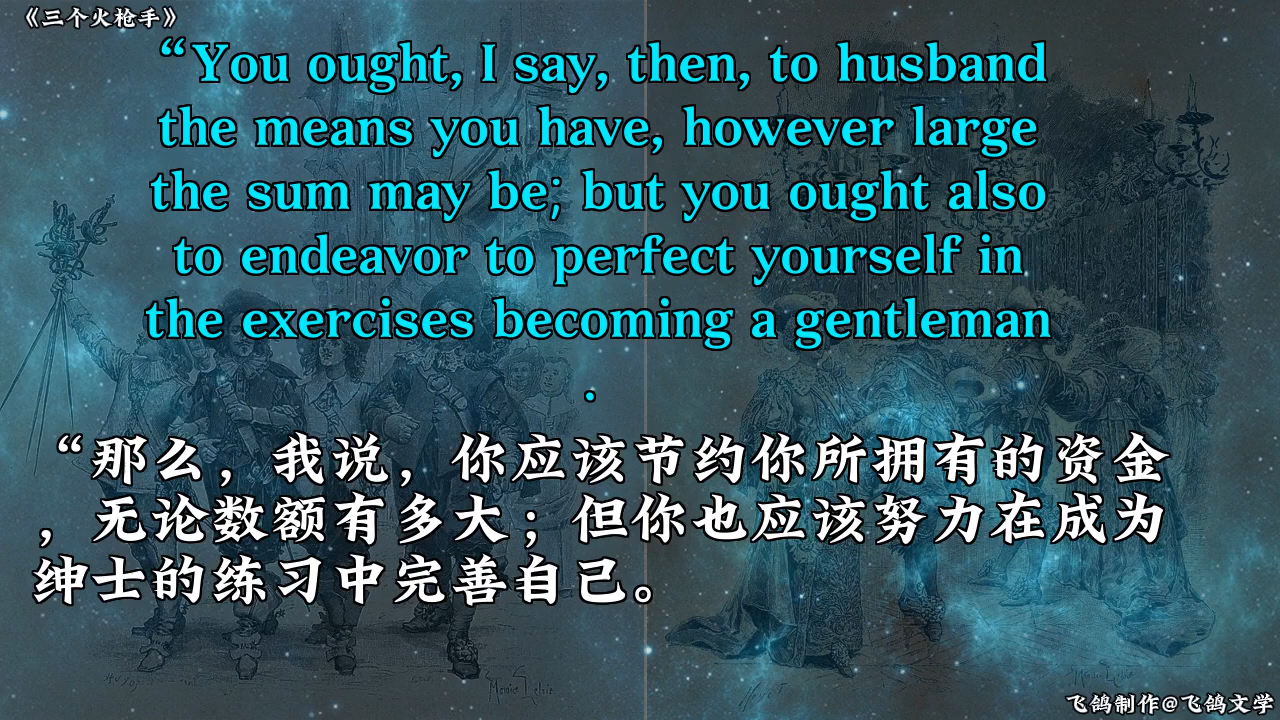 《三个火枪手》
“You ought, I say, then, to husband
the means you have, however large
the sum may be; but you ought also
to endeavor to perfect yourself in
the exercises becoming a gentleman
.
“那么，我说，你应该节约你所拥有的资金
，无论数额有多大；但你也应该努力在成为
绅士的练习中完善自己。
飞鸽制作@飞鸽文学